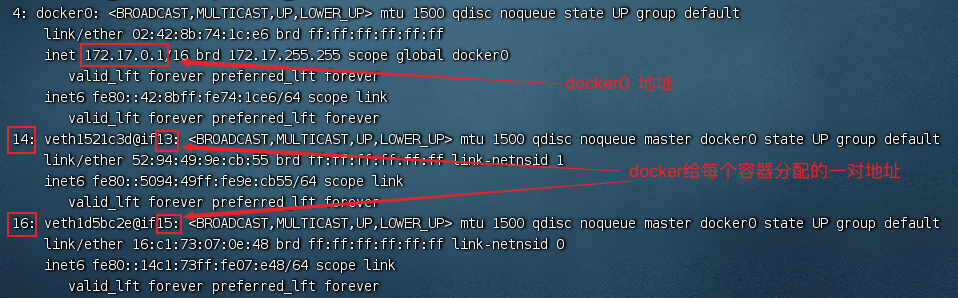 4: docker0: <BROADCAST,MULTICAST,UP,LOWER_UP> mtu 1500 qdisc noqueue state UP group default
link/ether 02:42:8b:74:1c:e6 brd ff:ff:ff:ff:ff:ff
inet 172.17.0.1/16 brd 172.17.255.255 scope global docker0
valid_lft forever preferred_lft forever
docker0 地址
inet6 fe80::42:8bff:fe74:1ce6/64 scope link
valid_lft forever preferred_lft forever
14: veth1521c3d@if13: <BROADCAST,MULTICAST,UP,LOWER_UP> mtu 1500 qdisc noqueue master docker0 state UP group default
link/ether 52:94:49:9e:cb:55 brd ff:ff:ff:ff:ff:ff link-netnsid 1
docker给每个容器分配的一对地址
inet6 fe80::5094:49ff:fe9e:cb55/64 scope link
valid_lft forever preferred_lft forever
16: veth1d5bc2e@if15: <BROADCAST,MULTICAST,UP,LOWER_UP> mtu 1500 qdisc noqueue master docker0 state UP group default
link/ether 16:c1:73:07:0e:48 brd ff:ff:ff:ff:ff:ff link-netnsid 0
inet6 fe80::14c1:73ff:fe07:e48/64 scope link
valid_lft forever preferred_lft forever